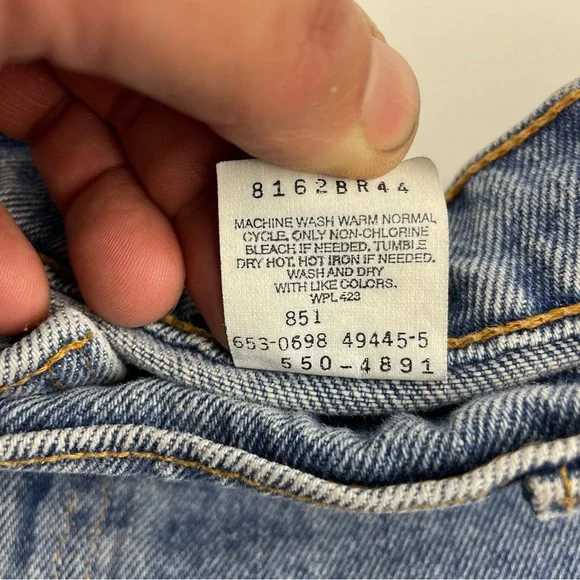 8162BR44
MACHINE WASH WARM NORMAL
CYCLE. ONLY NON-CHLORINE
BLEACH IF NEEDED. TUMBLE
DRY HOT. HOT IRON IF NEEDED.
WASH AND DRY
WITH LIKE COLORS.
WPL 423
851
653-0698 49445-5
550-4891